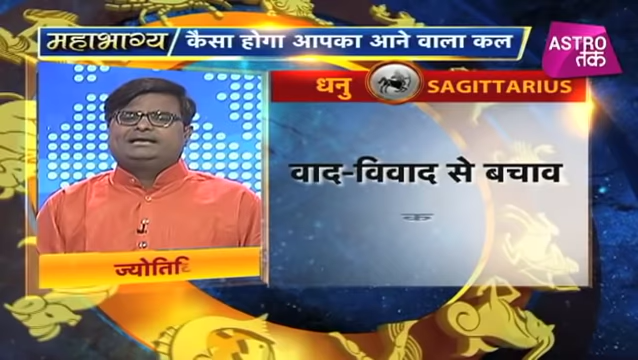 महाभाग्य कैसा होगा आपका आने वाला कल
ASTRO
तक
धनु SAGITTARIUS
वाद-विवाद से बचाव